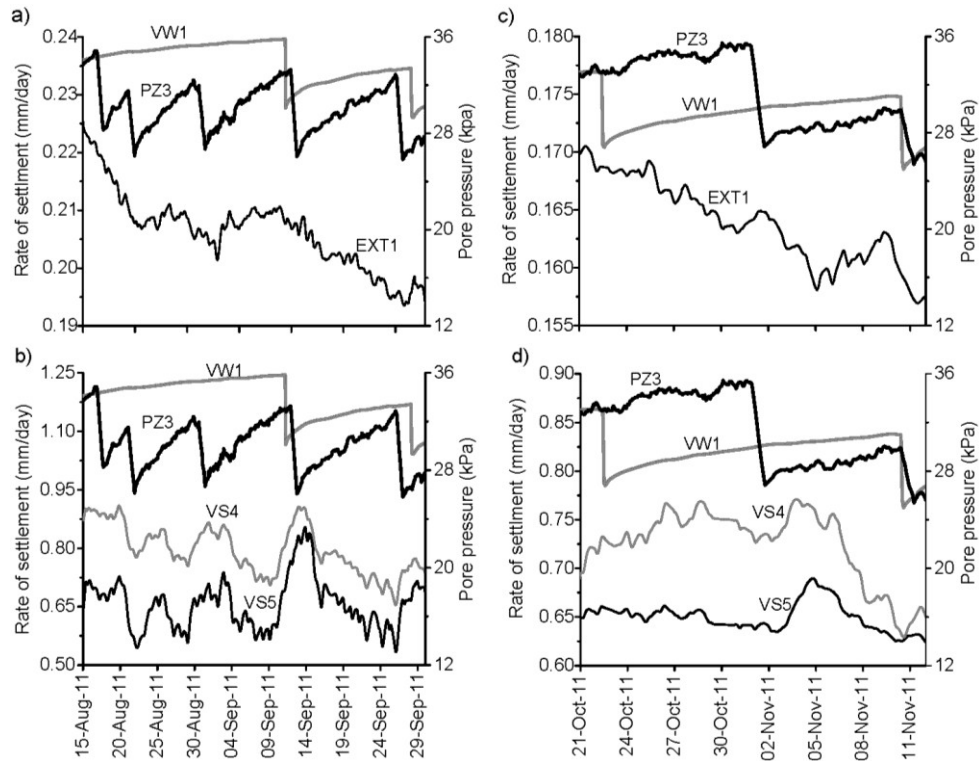 a)
Rate of settlment (mm/day)
0.24
0.23
0.22
0.21
0.20
0.19
VW1
PZ3
EXT1
36
28
20
12
Pore pressure (kpa)
c)
Rate of setltement (mm/day)
0.180
0.175
0.170
0.165
0.160
0.155
PZ3
VW1
EXT1
36
28
20
12
Pore pressure (kPa)
b)
Rate of settlement (mm/day)
1.25
1.10
0.95
0.80
0.65
0.50
VW1
PZ3
VS4
VS5
36
28
20
12
Pore pressure (kPa)
15-Aug-11
20-Aug-11
25-Aug-11
30-Aug-11
04-Sep-11
09-Sep-11
14-Sep-11
19-Sep-11
24-Sep-11
29-Sep-11
d)
Rate of settlment (mm/day)
0.90
0.85
0.80
0.75
0.70
0.65
0.60
PZ3
VW1
VS4
VS5
36
28
20
12
Pore pressure (kPa)
21-Oct-11
24-Oct-11
27-Oct-11
30-Oct-11
02-Nov-11
05-Nov-11
08-Nov-11
11-Nov-11